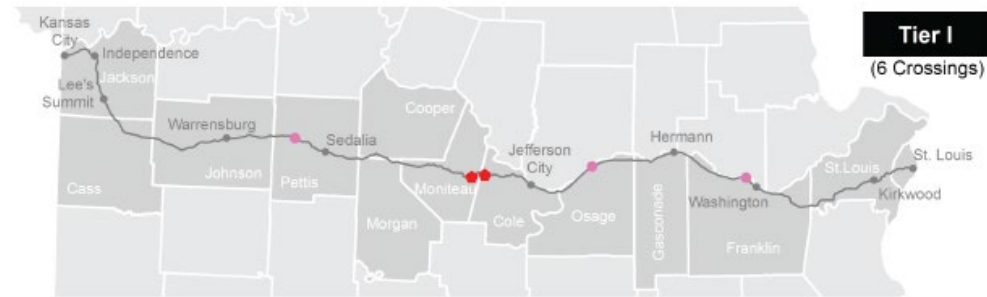 Kansas
City
Independence
Jackson
Lee's
Summit
Tier I
(6 Crossings)
Cooper
Warrensburg
Sedalia
Jefferson
City
Hermann
St. Louis
St.Louis
Kirkwood
Cass
Johnson
Pettis
Moniteau
Morgan
Cole
Osage
Gasconade
Washington
Franklin